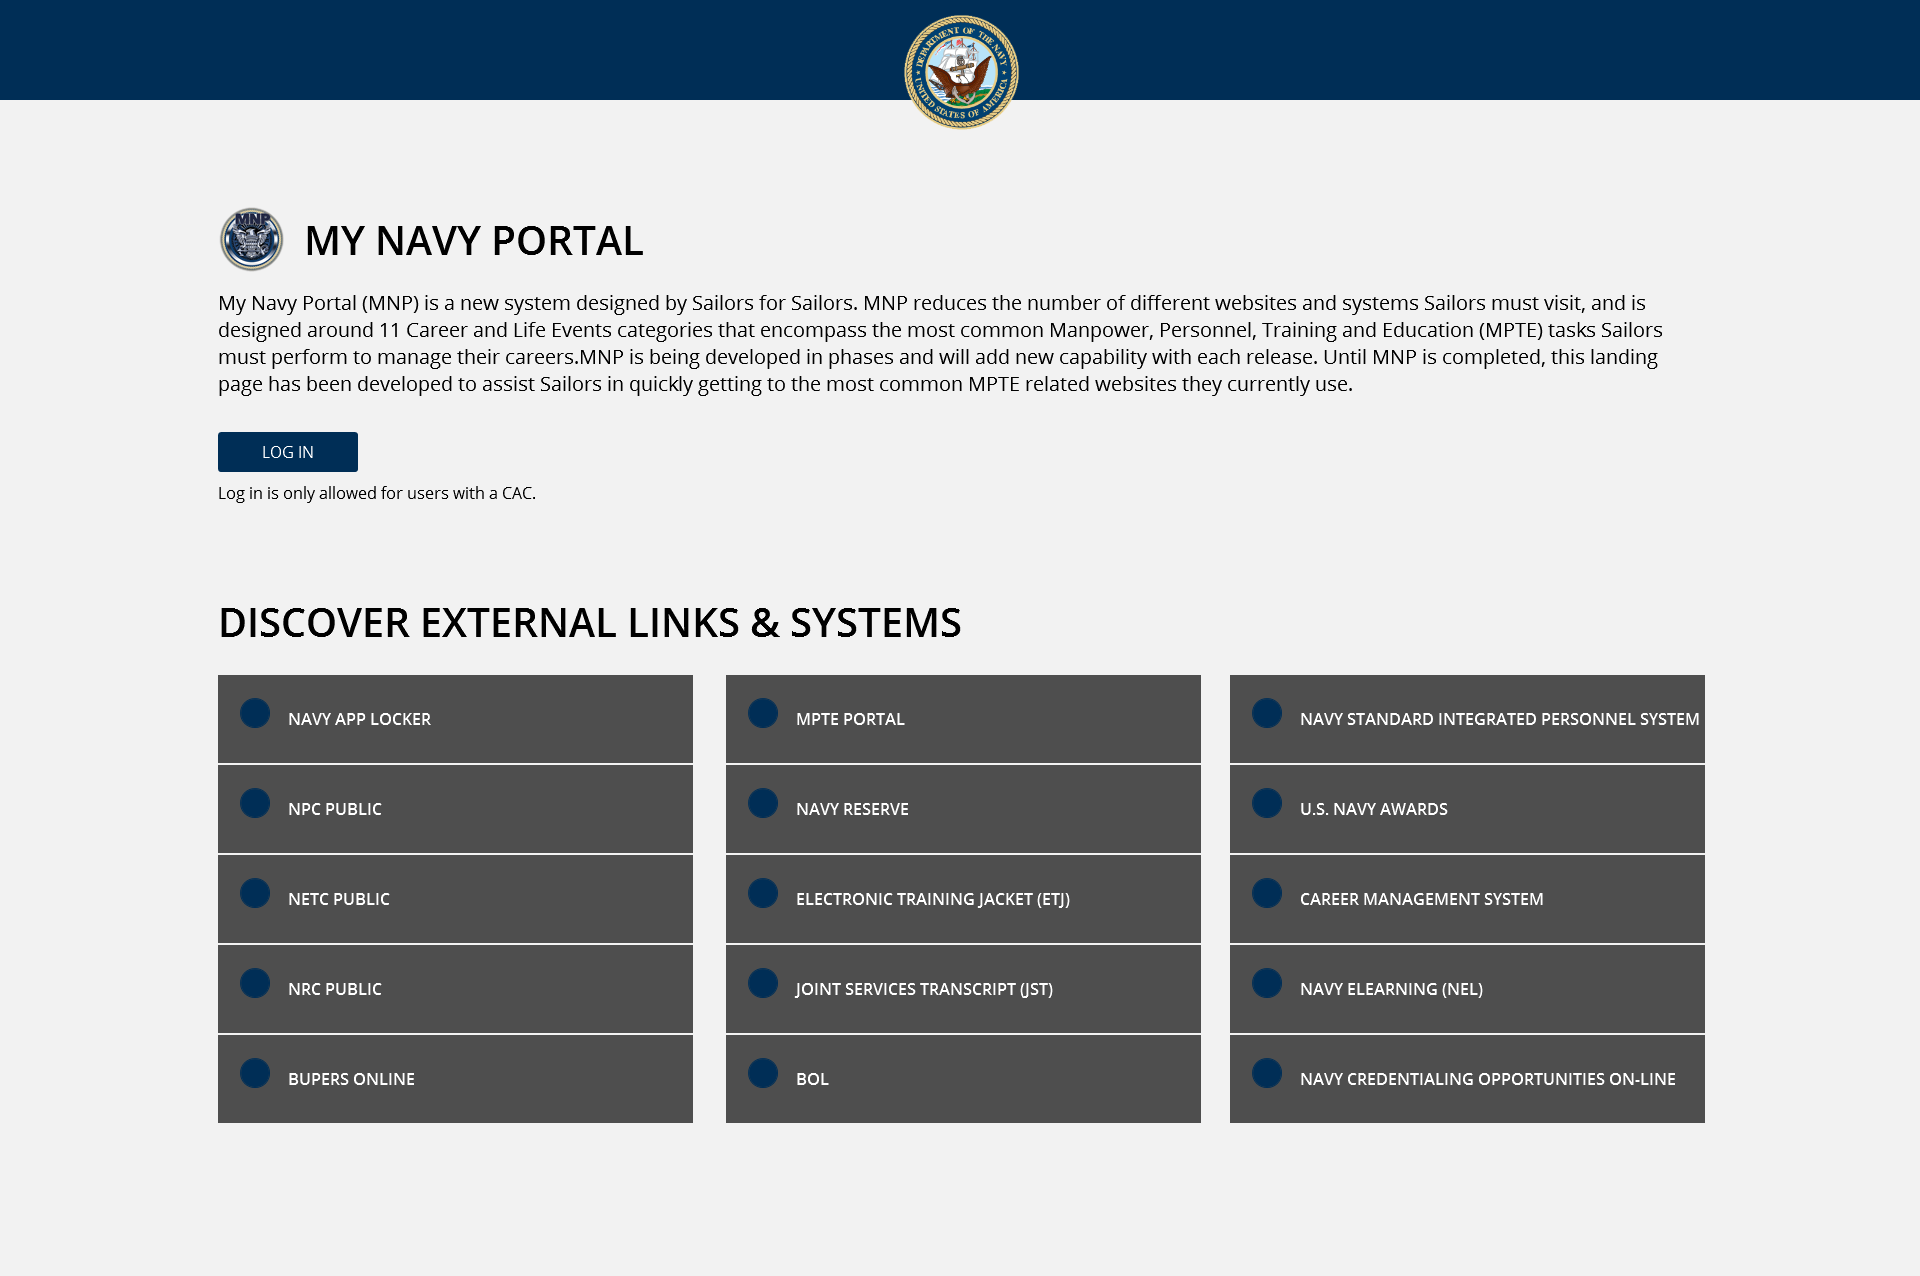 DEPARTMENT OF THE NAVY
UNITED STATES OF AMERICA
MNP
MY NAVY PORTAL
My Navy Portal (MNP) is a new system designed by Sailors for Sailors. MNP reduces the number of different websites and systems Sailors must visit, and is
designed around 11 Career and Life Events categories that encompass the most common Manpower, Personnel, Training and Education (MPTE) tasks Sailors
must perform to manage their careers.MNP is being developed in phases and will add new capability with each release. Until MNP is completed, this landing
page has been developed to assist Sailors in quickly getting to the most common MPTE related websites they currently use.
LOG IN
Log in is only allowed for users with a CAC.
DISCOVER EXTERNAL LINKS & SYSTEMS
NAVY APP LOCKER
NPC PUBLIC
NETC PUBLIC
NRC PUBLIC
BUPERS ONLINE
MPTE PORTAL
NAVY RESERVE
ELECTRONIC TRAINING JACKET (ETJ)
JOINT SERVICES TRANSCRIPT (JST)
BOL
NAVY STANDARD INTEGRATED PERSONNEL SYSTEM
U.S. NAVY AWARDS
CAREER MANAGEMENT SYSTEM
NAVY ELEARNING (NEL)
NAVY CREDENTIALING OPPORTUNITIES ON-LINE